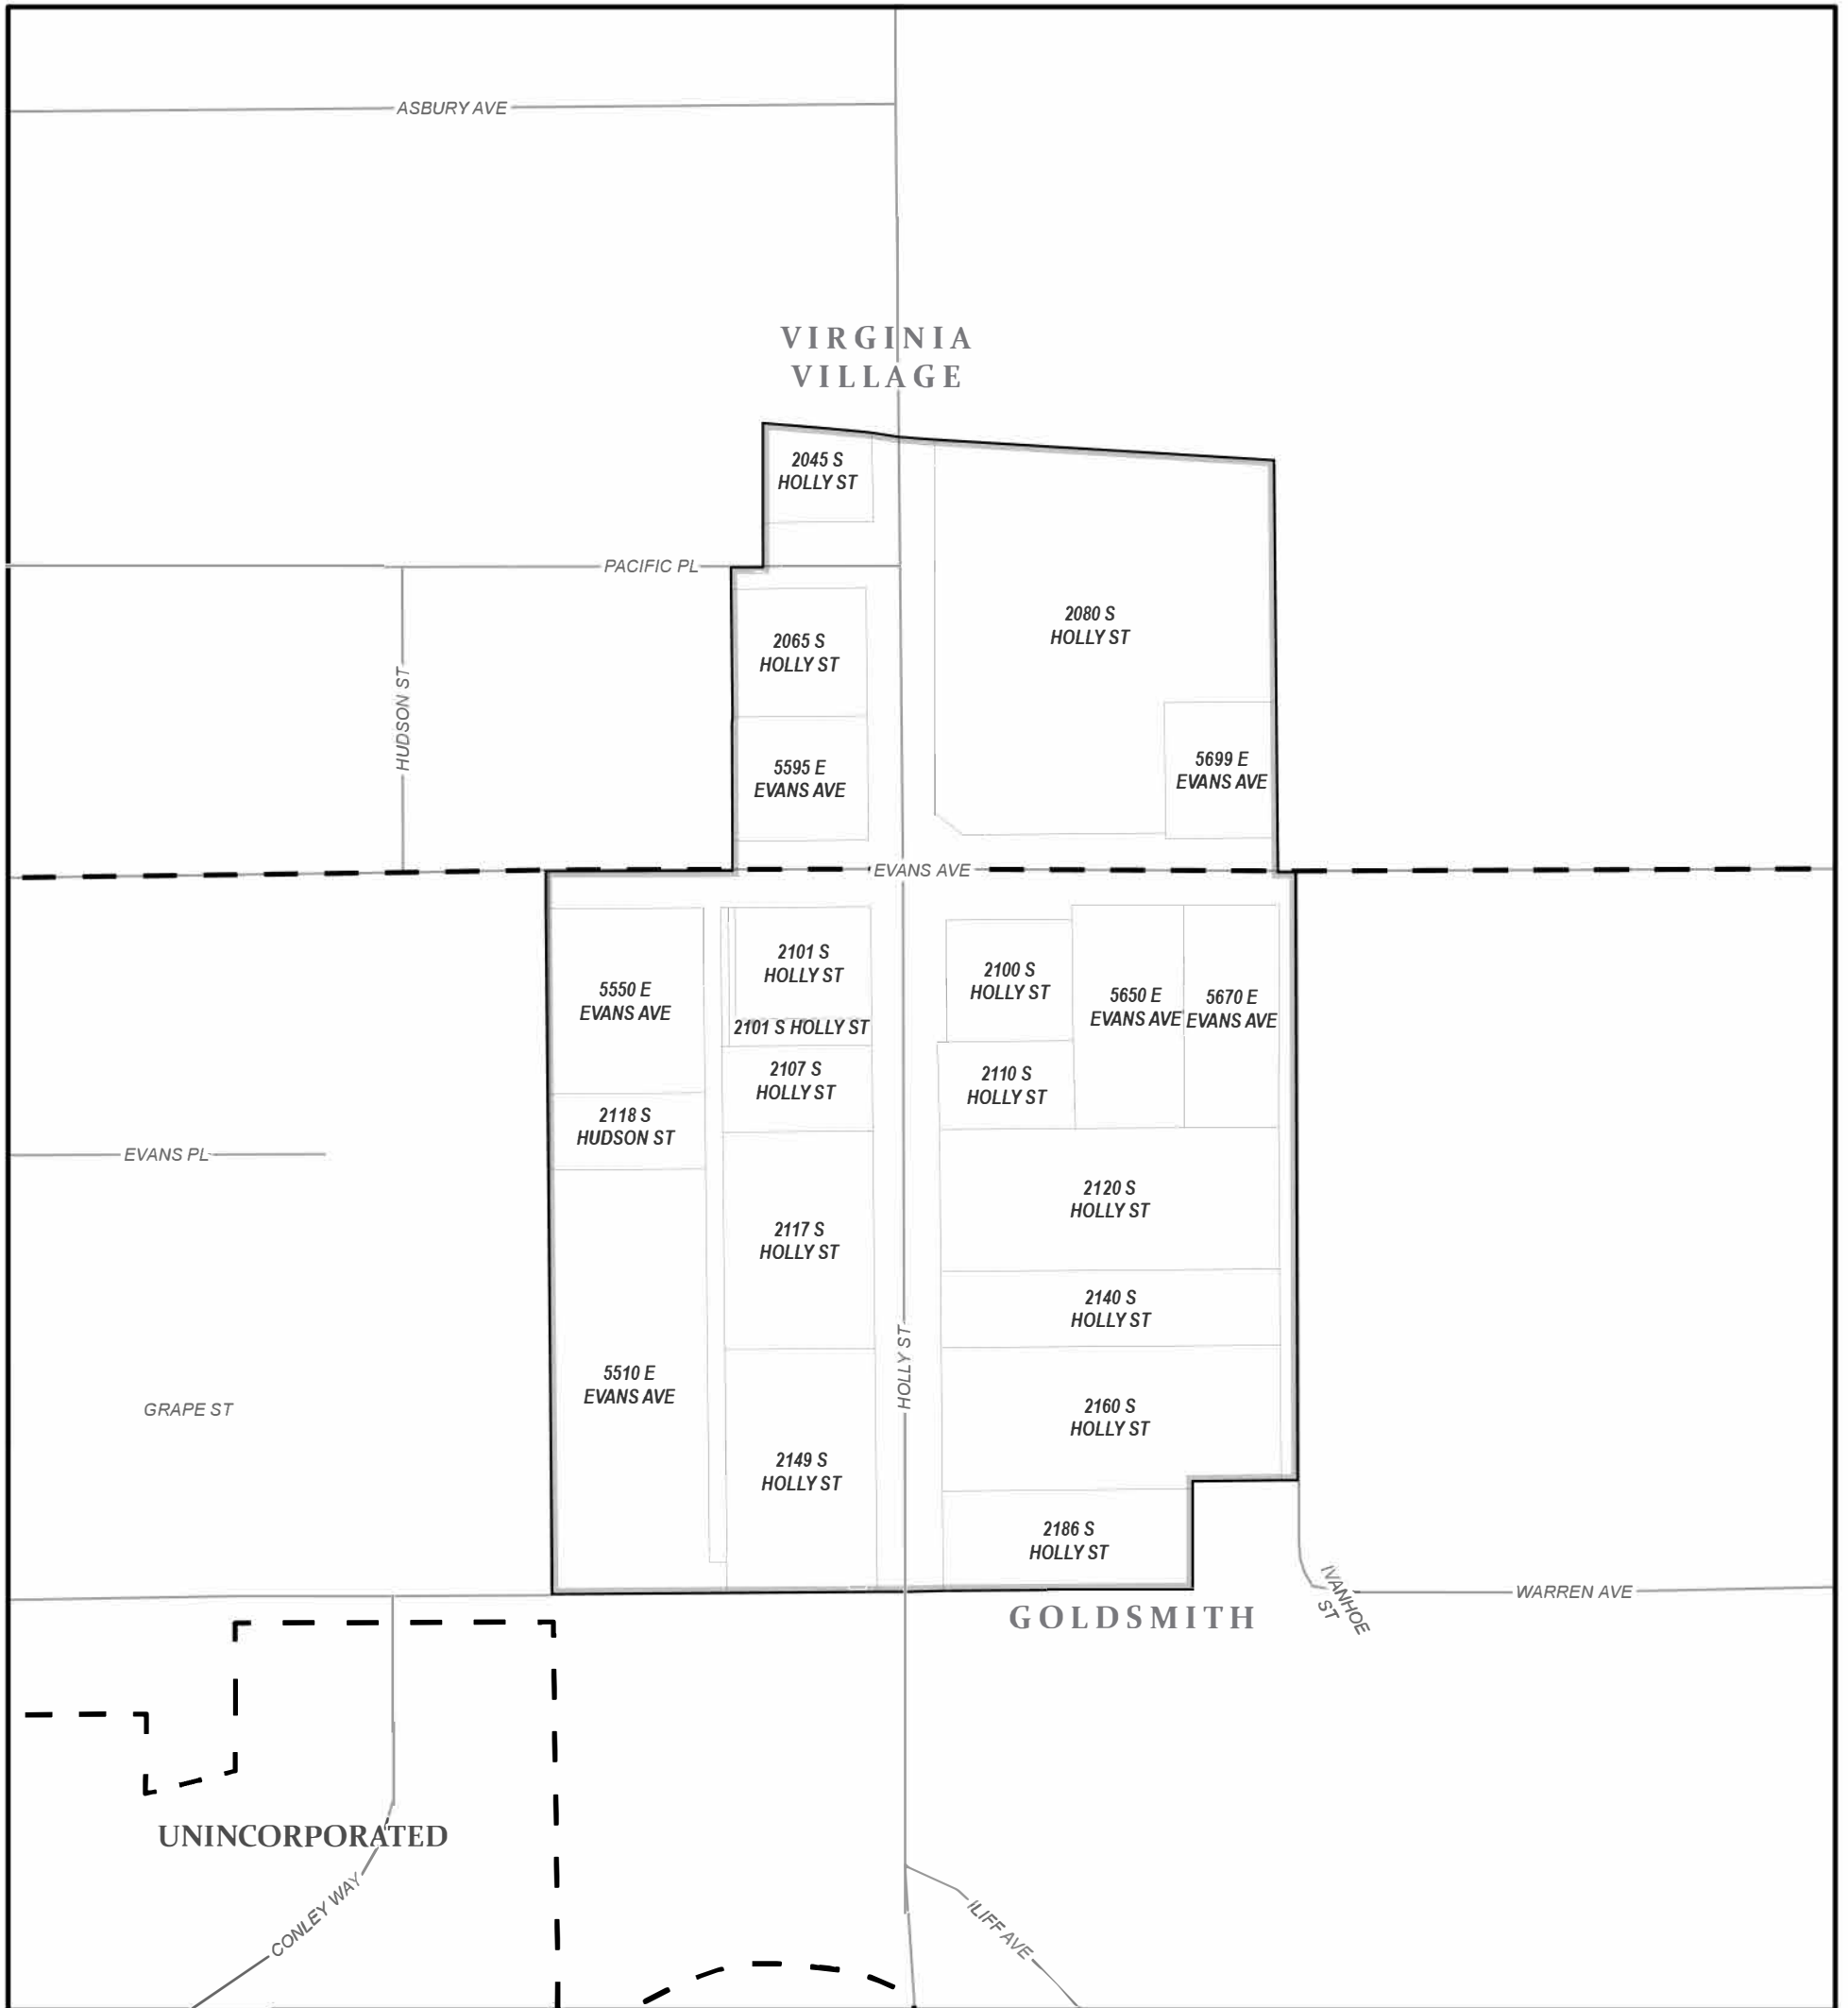 ASBURY AVE
VIRGINIA
VILLAGE
2045 S
HOLLY ST
PACIFIC PL
HUDSON ST
2065 S
HOLLY ST
2080 S
HOLLY ST
5595 E
EVANS AVE
5699 E
EVANS AVE
EVANS AVE
5550 E
EVANS AVE
2101 S
HOLLY ST
2101 S HOLLY ST
2107 S
HOLLY ST
2100 S
HOLLY ST
5650 E
EVANS AVE
5670 E
EVANS AVE
2110 S
HOLLY ST
2118 S
HUDSON ST
EVANS PL
2117 S
HOLLY ST
2120 S
HOLLY ST
2140 S
HOLLY ST
HOLLY ST
5510 E
EVANS AVE
GRAPE ST
2160 S
HOLLY ST
2149 S
HOLLY ST
2186 S
HOLLY ST
IVANHOE
ST
WARREN AVE
GOLDSMITH
UNINCORPORATED
CONLEY WAY
ILIFF AVE